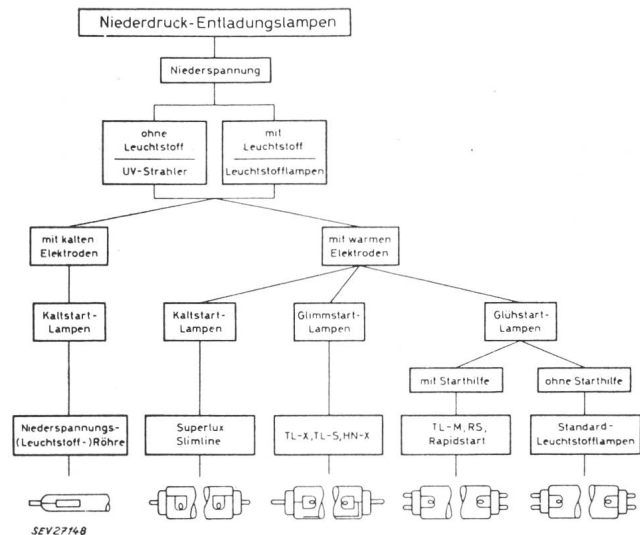 Niederdruck-Entladungslampen
Niederspannung
ohne
Leuchtstoff
UV-Strahler
mit
Leuchtstoff
Leuchtstofflampen
mit kalten
Elektroden
mit warmen
Elektroden
Kaltstart-
Lampen
Kaltstart-
Lampen
Glimmstart-
Lampen
Glühstart-
Lampen
mit Starthilfe
ohne Starthilfe
Niederspannungs-
(Leuchtstoff-)Röhre
Superlux
Slimline
TL-X, TL-S, HN-X
TL-M, RS,
Rapidstart
Standard-
Leuchtstofflampen
SEV27148